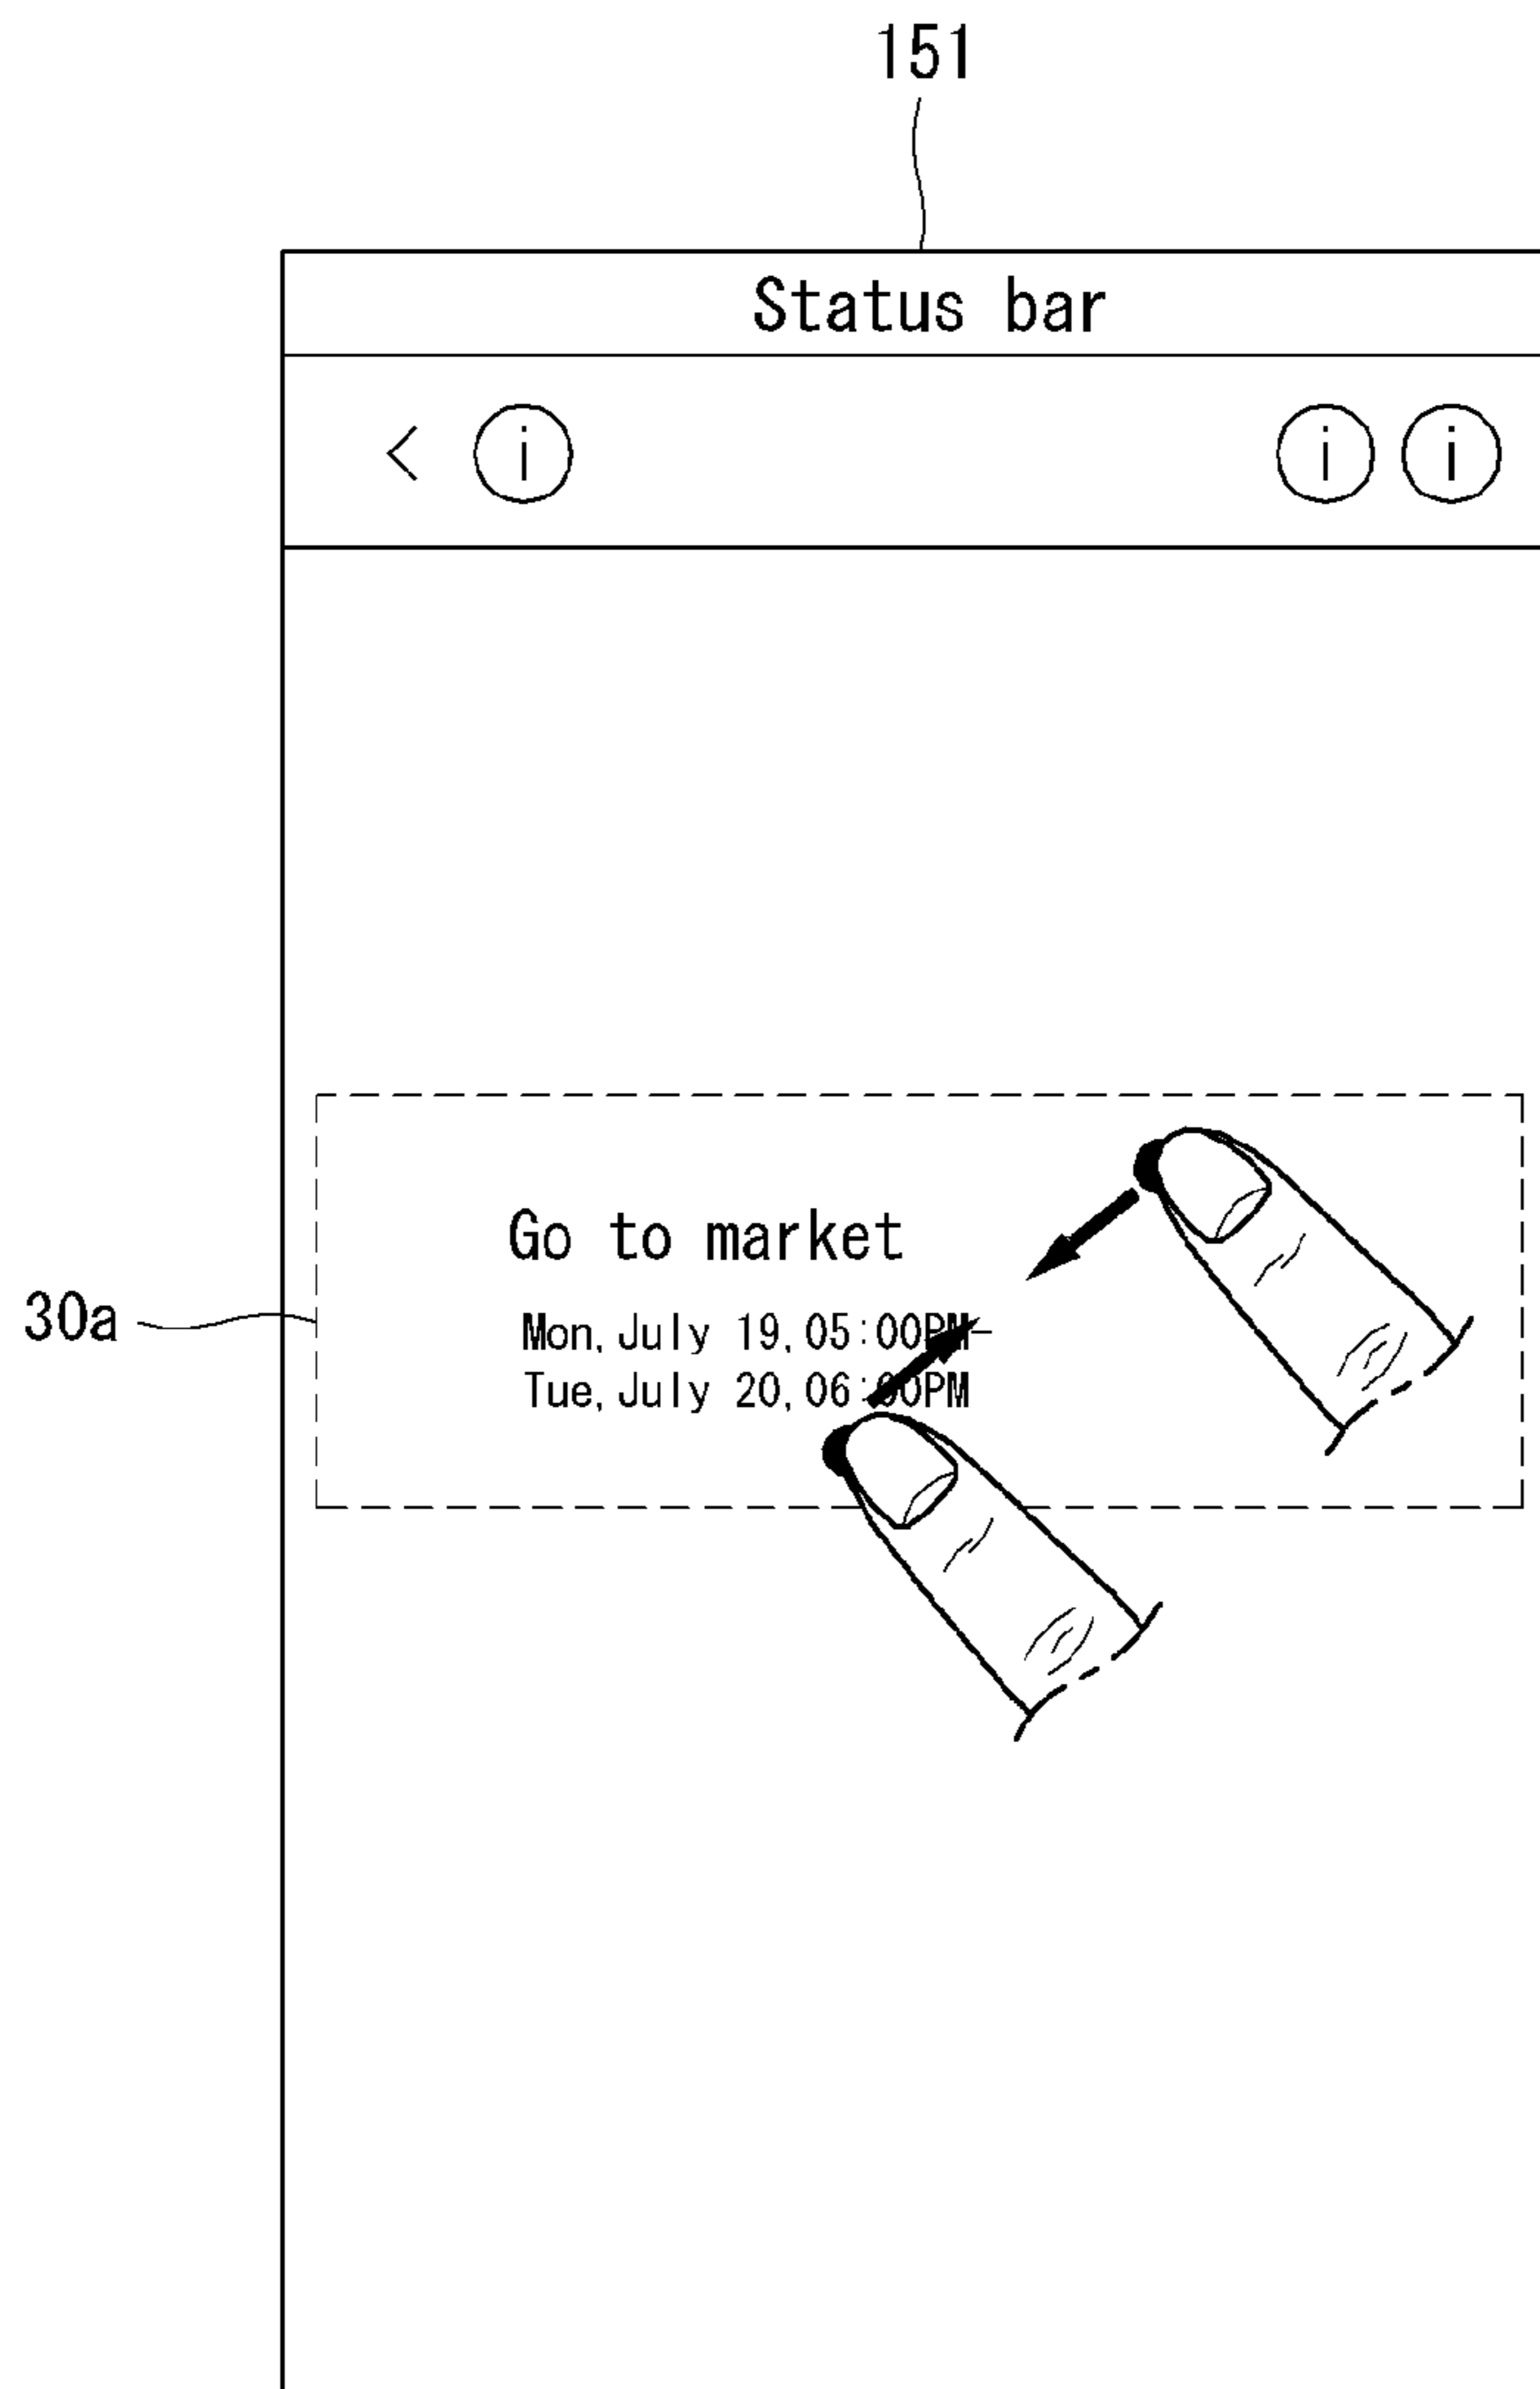 151
Status bar
< i i i
Go to market
30a
Mon, July 19, 05:00PM–
Tue, July 20, 06:00PM